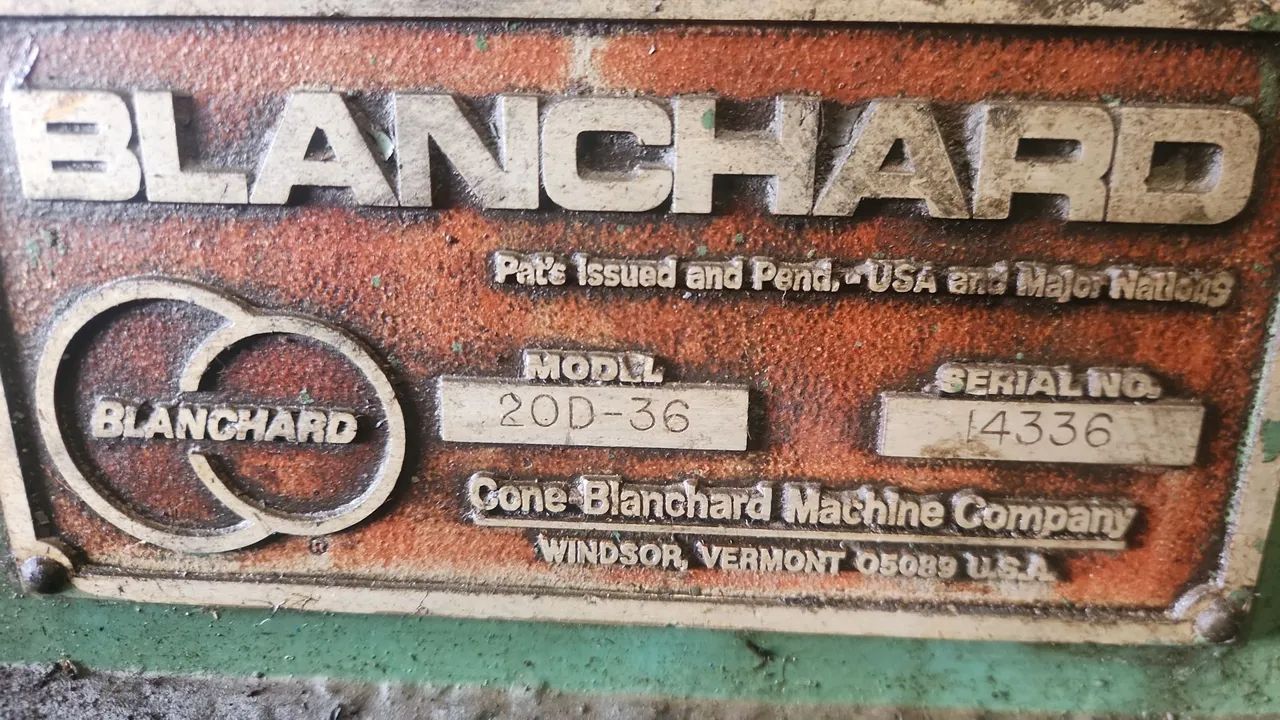 BLANCHARD
Pat's Issued and Pend. - USA and Major Nations
MODEL
20D-36
SERIAL NO.
14336
BLANCHARD
®
Cone-Blanchard Machine Company
WINDSOR, VERMONT 05089 U.S.A.